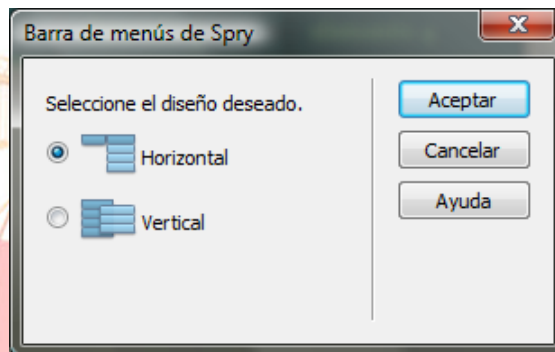 Barra de menús de Spry
Seleccione el diseño deseado.
Horizontal
Vertical
Aceptar
Cancelar
Ayuda